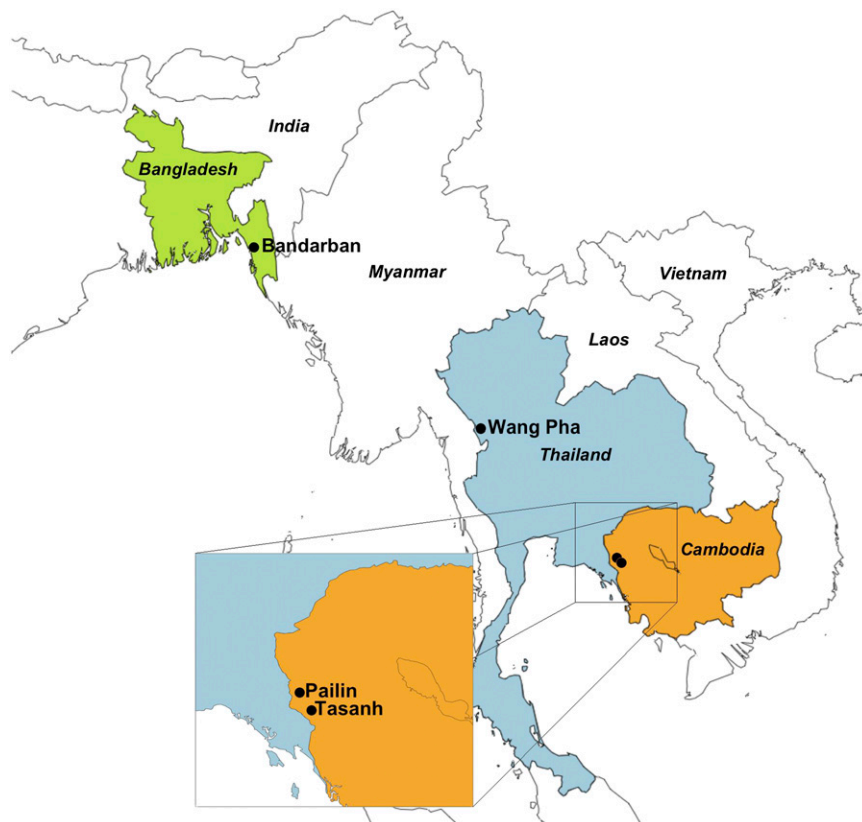 India
Bangladesh
Bandarban
Myanmar
Vietnam
Laos
Wang Pha
Thailand
Cambodia
Pailin
Tasanh